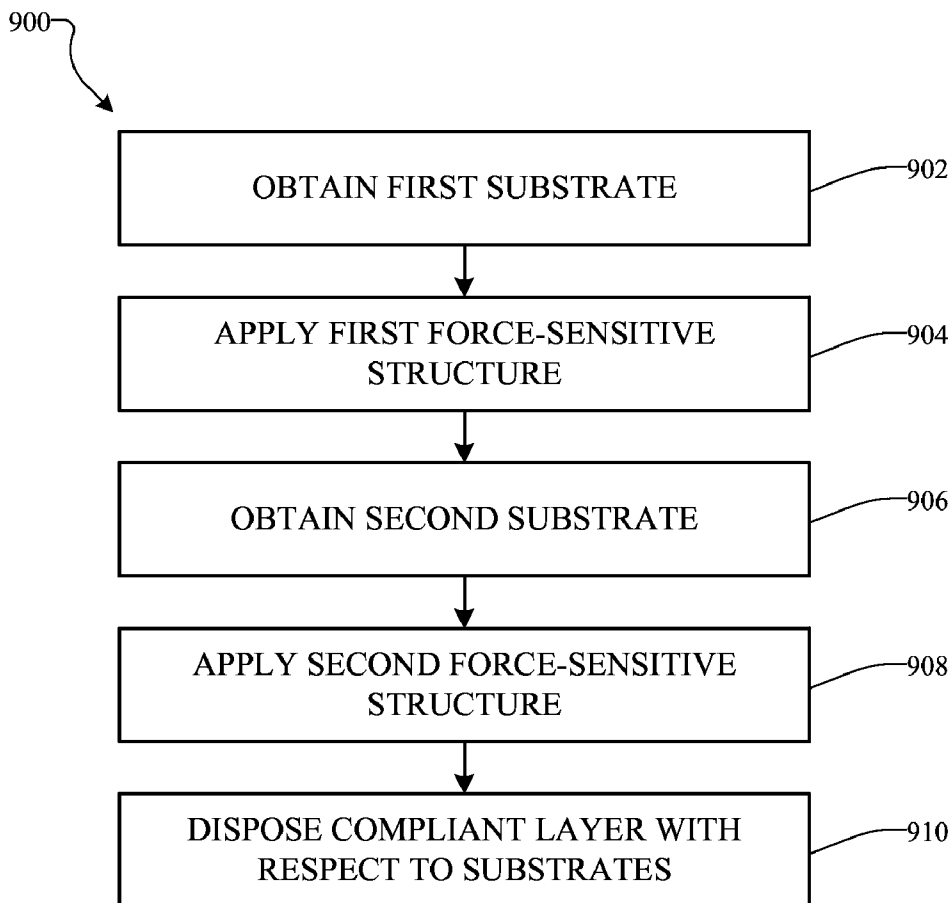 900
OBTAIN FIRST SUBSTRATE
902
APPLY FIRST FORCE-SENSITIVE
STRUCTURE
904
OBTAIN SECOND SUBSTRATE
906
APPLY SECOND FORCE-SENSITIVE
STRUCTURE
908
DISPOSE COMPLIANT LAYER WITH
RESPECT TO SUBSTRATES
910